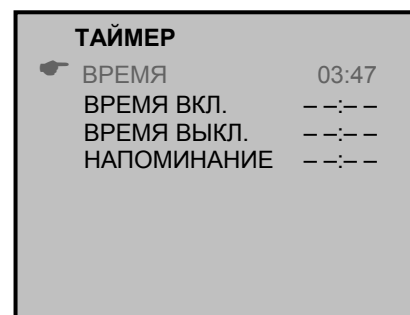 ТАЙМЕР
ВРЕМЯ 03:47
ВРЕМЯ ВКЛ. – –:– –
ВРЕМЯ ВЫКЛ. – –:– –
НАПОМИНАНИЕ – –:– –